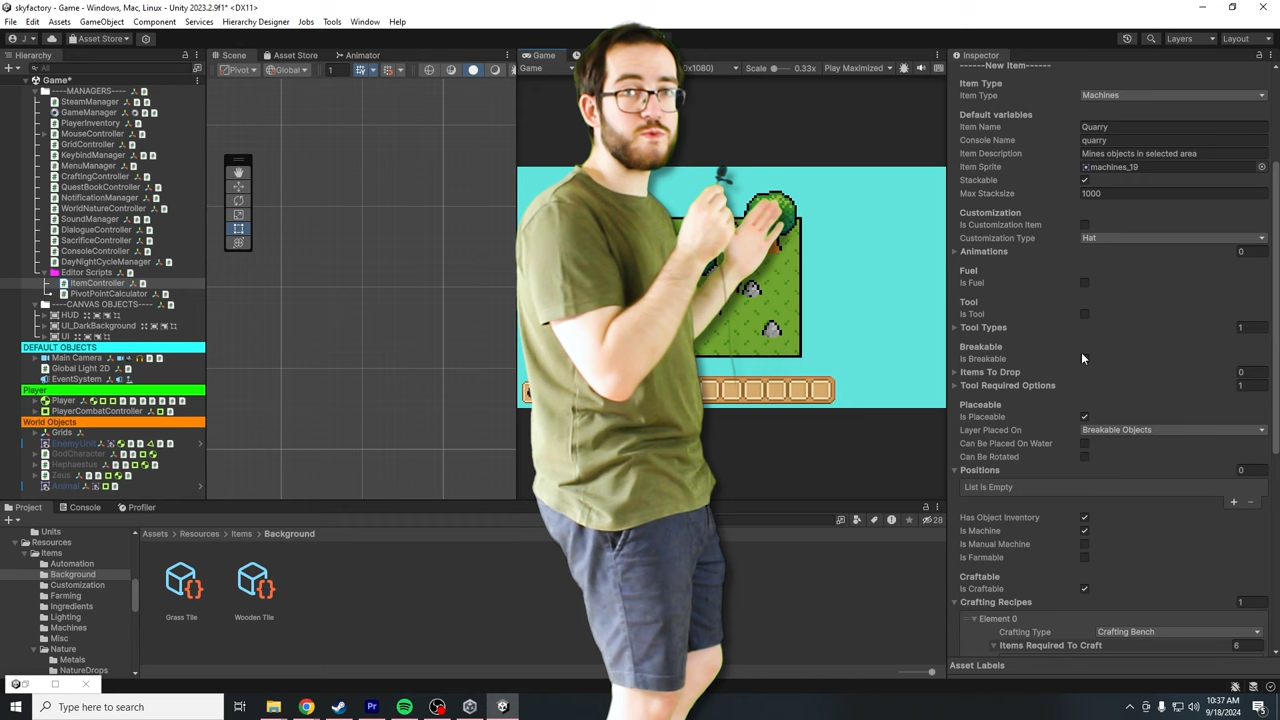 skyfactory - Game - Windows, Mac, Linux - Unity 2023.2.9f1* <DX11>
File Edit Assets GameObject Component Services Hierarchy Designer Jobs Tools Window Help
J Asset Store Layers Layout
Hierarchy Scene Asset Store Animator Game Inspector
All Pivot Global 1 Game 0x1080) Scale 0.33x Play Maximized
Game*
----MANAGERS----
SteamManager
GameManager
PlayerInventory
MouseController
GridController
KeybindManager
MenuManager
CraftingController
QuestBookController
NotificationManager
WorldNatureController
SoundManager
DialogueController
SacrificeController
ConsoleController
DayNightCycleManager
Editor Scripts
ItemController
PivotPointCalculator
----CANVAS OBJECTS----
HUD
UI_DarkBackground
UI
DEFAULT OBJECTS
Main Camera
Global Light 2D
EventSystem
Player
Player
PlayerCombatController
World Objects
Grids
EnemyUnit
GodCharacter
Hephaestus
Zeus
Animal
------New Item------
Item Type
Item Type Machines
Default variables
Item Name Quarry
Console Name quarry
Item Description Mines objects in selected area
Item Sprite machines_19
Stackable
Max Stacksize 1000
Customization
Is Customization Item
Customization Type Hat
Animations 0
Fuel
Is Fuel
Tool
Is Tool
Tool Types 1
Breakable
Is Breakable
Items To Drop 0
Tool Required Options 1
Placeable
Is Placeable
Layer Placed On Breakable Objects
Can Be Placed On Water
Can Be Rotated
Positions 0
List is Empty
Has Object Inventory
Is Machine
Is Manual Machine
Is Farmable
Craftable
Is Craftable
Crafting Recipes 1
Element 0
Crafting Type Crafting Bench
Items Required To Craft 6
Asset Labels
Project Console Profiler
28
Units
Resources
Items
Automation
Background
Customization
Farming
Ingredients
Lighting
Machines
Misc
Nature
Metals
NatureDrops
Assets > Resources > Items > Background
Grass Tile Wooden Tile
Type here to search
10:37 AM
9/18/2024